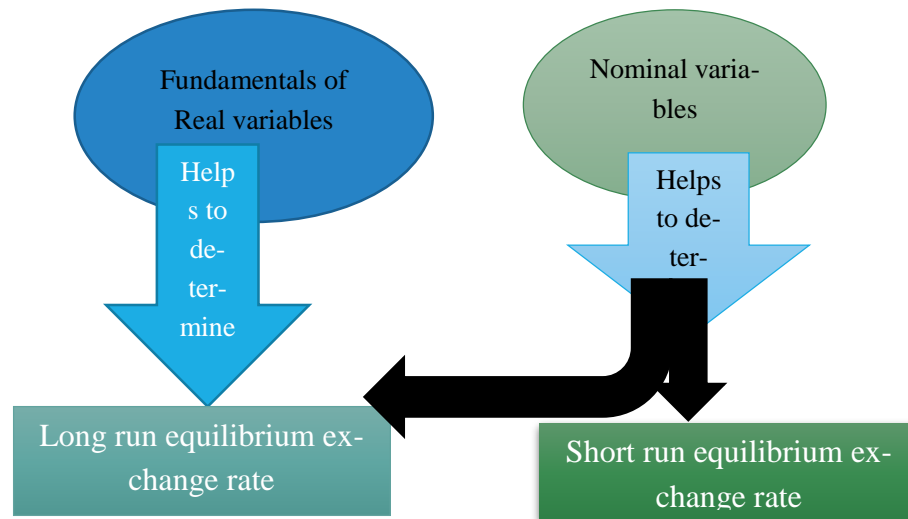 Fundamentals of
Real variables
Nominal varia-
bles
Help
s to
de-
ter-
mine
Helps
to de-
ter-
Long run equilibrium ex-
change rate
Short run equilibrium ex-
change rate